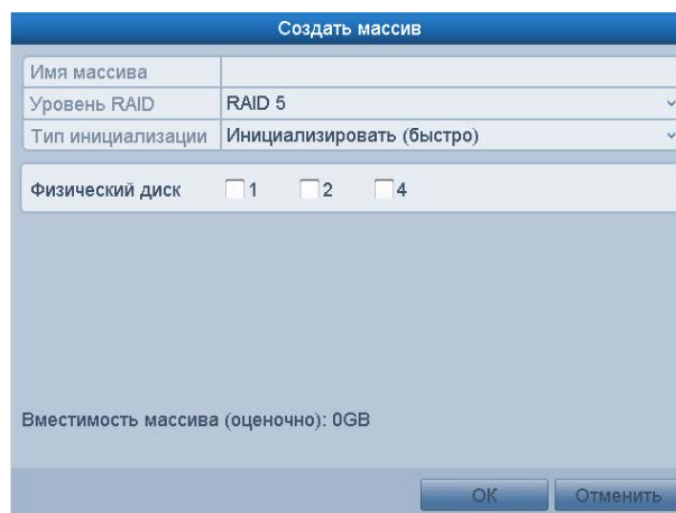 Создать массив
Имя массива
Уровень RAID RAID 5
Тип инициализации Инициализировать (быстро)
Физический диск 1 2 4
Вместимость массива (оценочно): 0GB
ОК Отменить